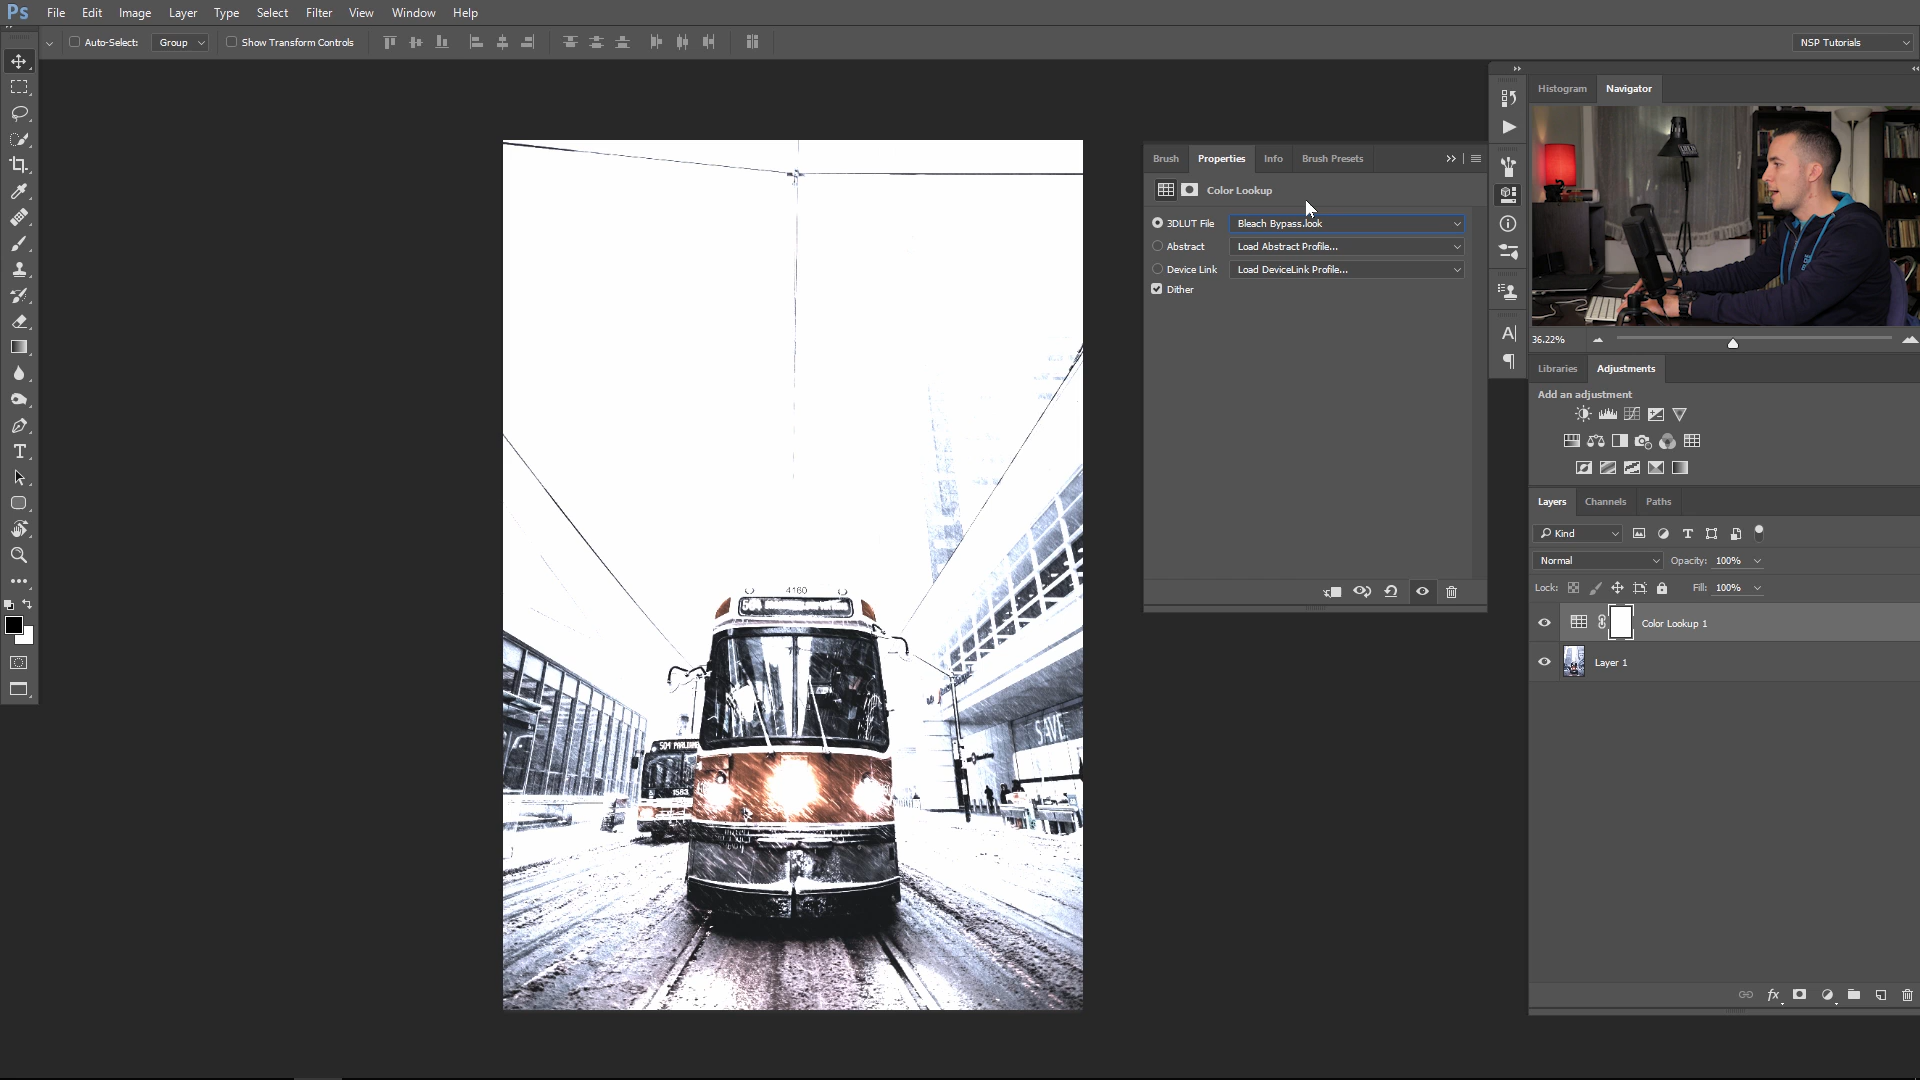 Ps File Edit Image Layer Type Select Filter View Window Help
Auto-Select: Group Show Transform Controls NSP Tutorials
Histogram Navigator
Brush Properties Info Brush Presets
Color Lookup
3DLUT File Bleach Bypass.look
Abstract Load Abstract Profile...
Device Link Load DeviceLink Profile...
Dither
36.22%
Libraries Adjustments
Add an adjustment
Layers Channels Paths
Kind
Normal Opacity: 100%
Lock: Fill: 100%
Color Lookup 1
Layer 1
4160
SAVE
504 PARLIAME
1583